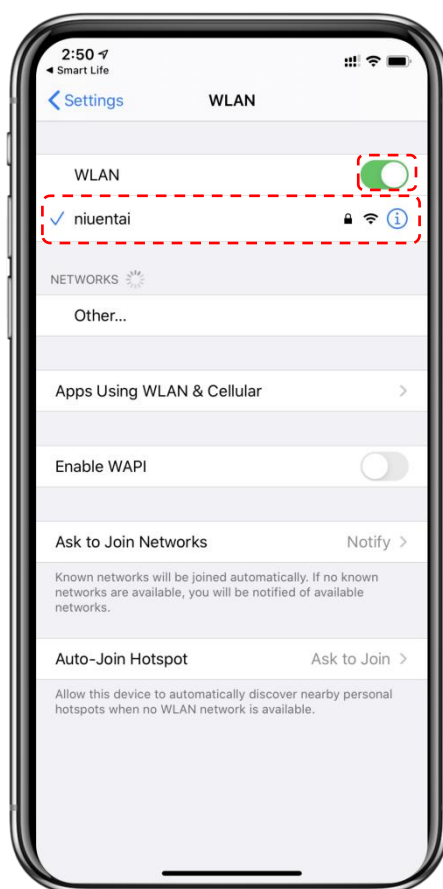 2:50
◀ Smart Life
Settings WLAN
WLAN
niuentai
NETWORKS
Other...
Apps Using WLAN & Cellular
Enable WAPI
Ask to Join Networks Notify
Known networks will be joined automatically. If no known
networks are available, you will be notified of available
networks.
Auto-Join Hotspot Ask to Join
Allow this device to automatically discover nearby personal
hotspots when no WLAN network is available.